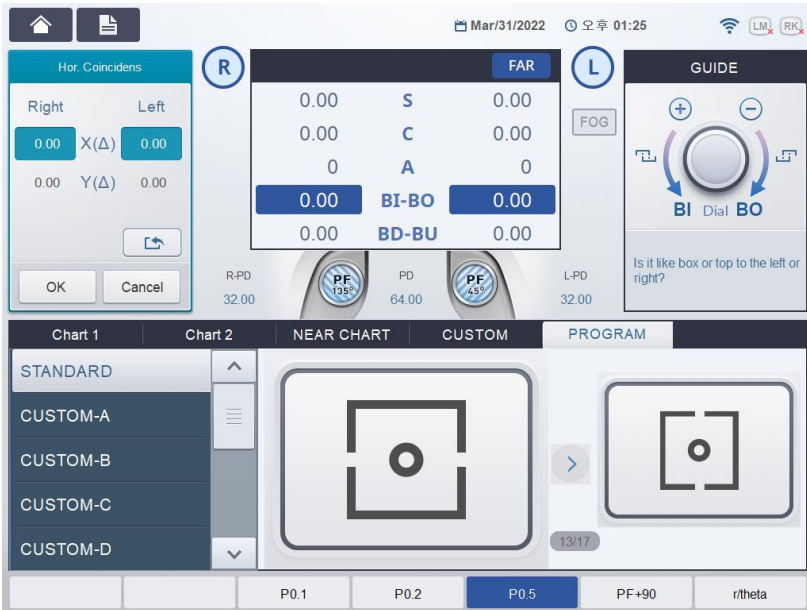 Mar/31/2022 오후 01:25 LM RK
Hor. Coincidens
Right Left
0.00 X(Δ) 0.00
0.00 Y(Δ) 0.00
OK Cancel
R L
FAR
0.00 S 0.00
0.00 C 0.00
0 A 0
0.00 BI-BO 0.00
0.00 BD-BU 0.00
FOG
R-PD PD L-PD
32.00 64.00 32.00
PF 135° PF 45°
GUIDE
BI Dial BO
Is it like box or top to the left or
right?
Chart 1 Chart 2 NEAR CHART CUSTOM PROGRAM
STANDARD
CUSTOM-A
CUSTOM-B
CUSTOM-C
CUSTOM-D
13/17
P0.1 P0.2 P0.5 PF+90 r/theta